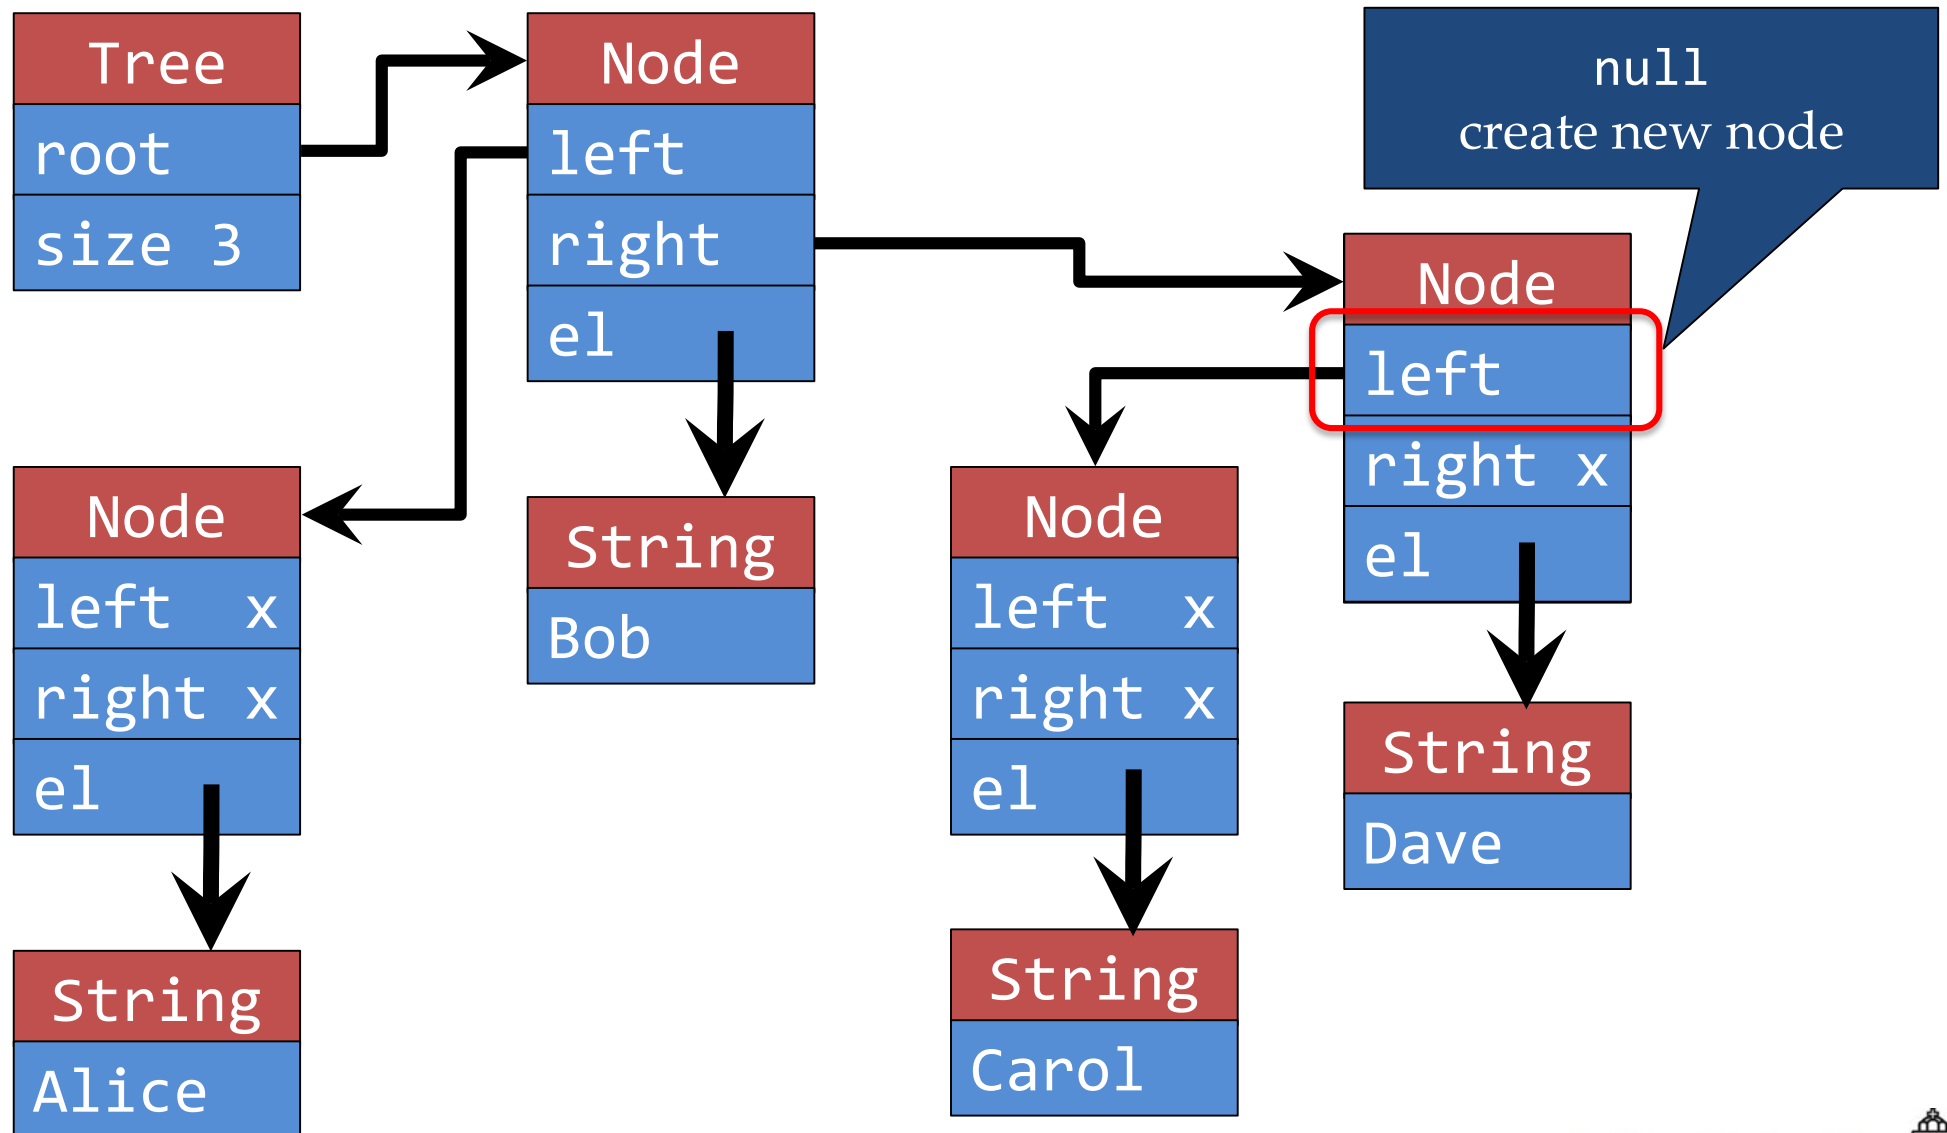 Tree
root
size 3
Node
left
right
el
null
create new node
Node
left
right x
el
Node
left x
right x
el
String
Bob
Node
left x
right x
el
String
Dave
String
Alice
String
Carol